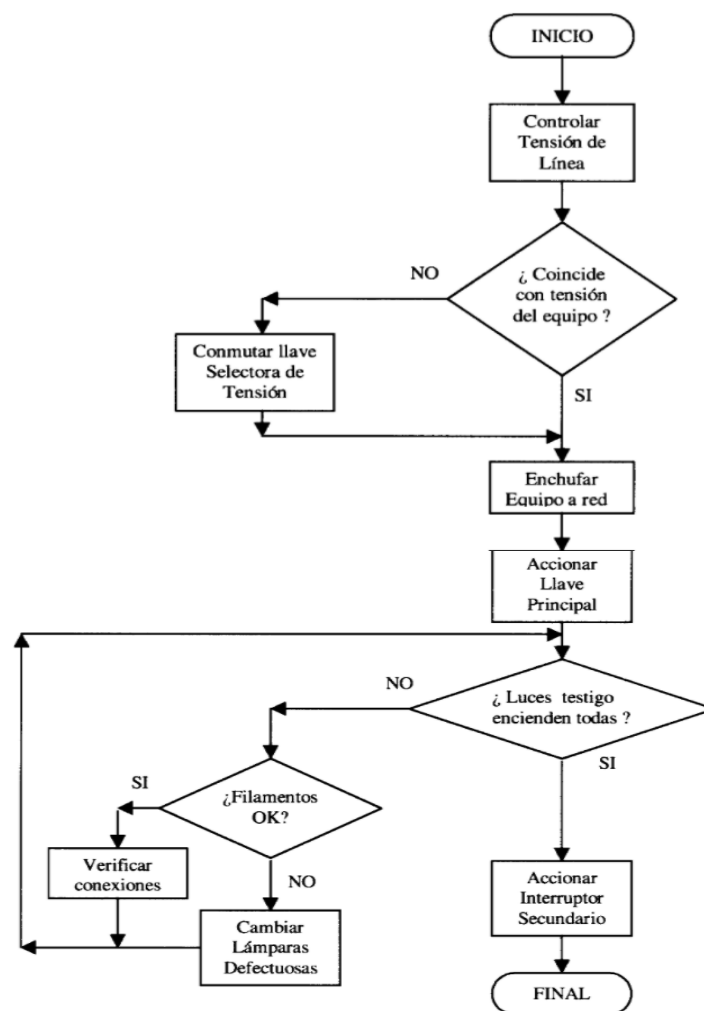 INICIO
Controlar
Tensión de
Línea
NO
¿ Coincide
con tensión
del equipo ?
Conmutar llave
Selectora de
Tensión
SI
Enchufar
Equipo a red
Accionar
Llave
Principal
NO
¿ Luces testigo
encienden todas ?
SI
SI
¿Filamentos
OK?
Verificar
conexiones
NO
Cambiar
Lámparas
Defectuosas
Accionar
Interruptor
Secundario
FINAL